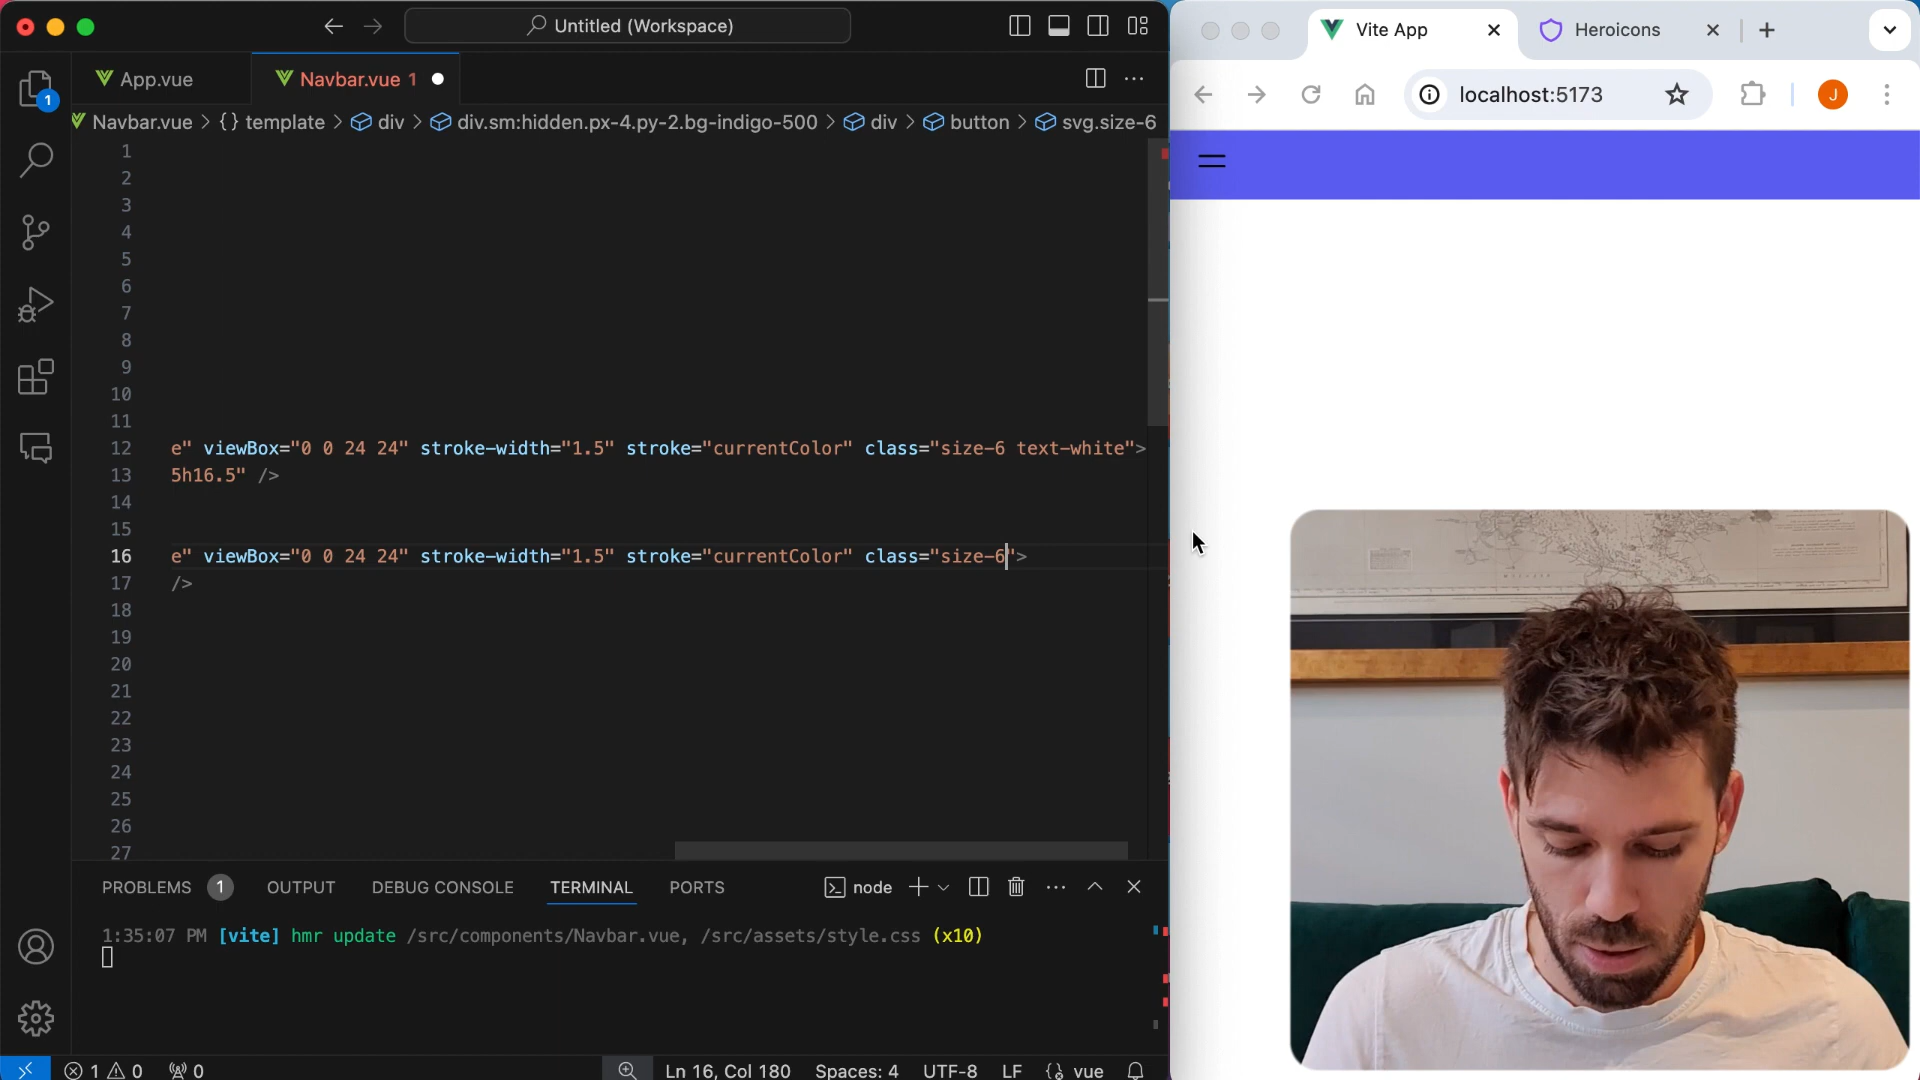 Untitled (Workspace)
App.vue
Navbar.vue 1
Navbar.vue > {} template > div > div.sm:hidden.px-4.py-2.bg-indigo-500 > div > button > svg.size-6
1
2
3
4
5
6
7
8
9
10
11
12 e" viewBox="0 0 24 24" stroke-width="1.5" stroke="currentColor" class="size-6 text-white">
13 5h16.5" />
14
15
16 e" viewBox="0 0 24 24" stroke-width="1.5" stroke="currentColor" class="size-6">
17 />
18
19
20
21
22
23
24
25
26
27
1
PROBLEMS 1 OUTPUT DEBUG CONSOLE TERMINAL PORTS node
1:35:07 PM [vite] hmr update /src/components/Navbar.vue, /src/assets/style.css (x10)
1 0 0 Ln 16, Col 180 Spaces: 4 UTF-8 LF {} vue
Vite App
Heroicons
localhost:5173
J